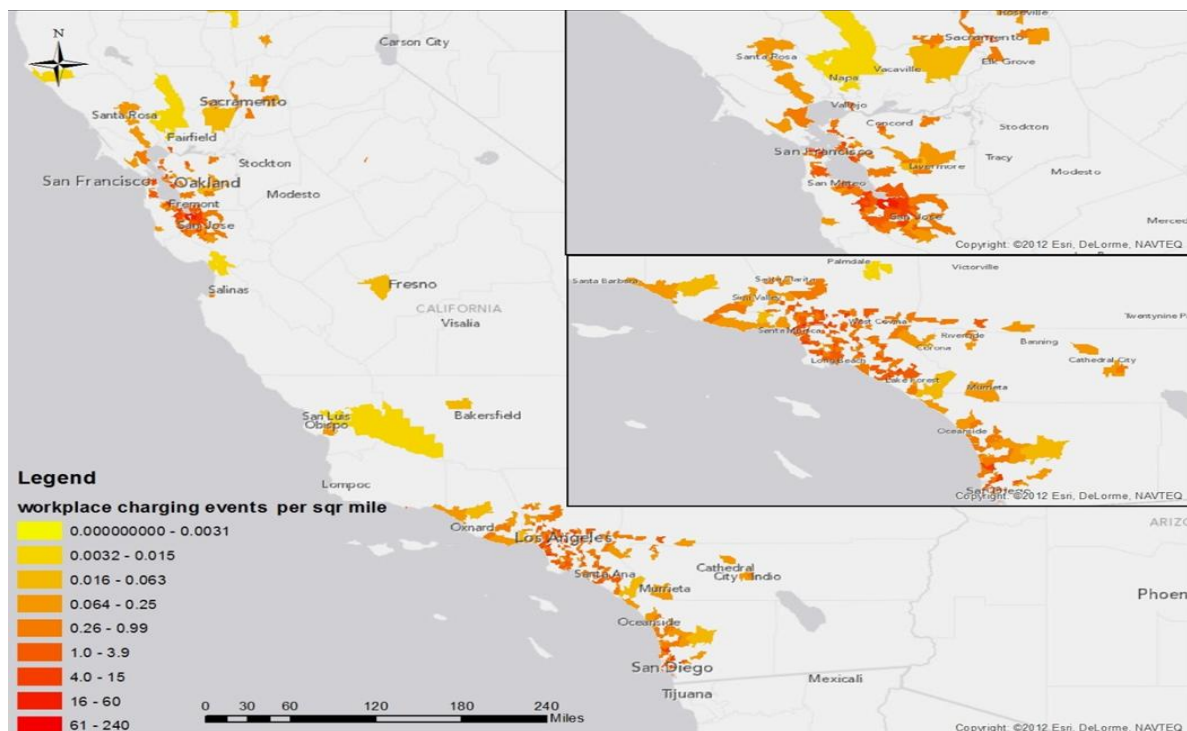 N
Carson City
Sacramento
Santa Rosa
Fairfield
Stockton
San Francisco
Oakland
Modesto
Fremont
San Jose
Salinas
Fresno
CALIFORNIA
Visalia
San Luis
Obispo
Bakersfield
Lompoc
Oxnard
Los Angeles
Santa Ana
Cathedral
City
Indio
Murrieta
Oceanside
San Diego
Tijuana
Mexicali
Phoen
ARIZO
Legend
workplace charging events per sqr mile
0.000000000 - 0.0031
0.0032 - 0.015
0.016 - 0.063
0.064 - 0.25
0.26 - 0.99
1.0 - 3.9
4.0 - 15
16 - 60
61 - 240
0 30 60 120 180 240
Miles
Copyright: ©2012 Esri, DeLorme, NAVTEQ
Roseville
Sacramento
Santa Rosa
Elk Grove
Vacaville
Napa
Vallejo
Concord
Stockton
San Francisco
Tracy
Livermore
San Mateo
Modesto
San Jose
Merced
Copyright: ©2012 Esri, DeLorme, NAVTEQ
Palmdale
Victorville
Santa Barbara
Santa Clarit
Simi Valley
Twentynine P
West Covina
Santa Monica
Riverside
Banning
Corona
Long Beach
Cathedral City
Lake Forest
Murrieta
Oceanside
San Diego
Copyright: ©2012 Esri, DeLorme, NAVTEQ